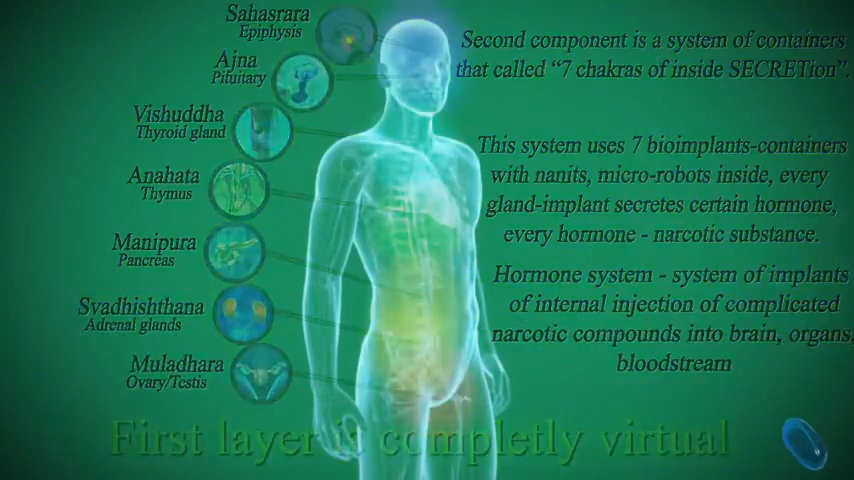 Sahasrara
Epiphysis
Ajna
Pituitary
Vishuddha
Thyroid gland
Anahata
Thymus
Manipura
Pancreas
Svadhishthana
Adrenal glands
Muladhara
Ovary/Testis
Second component is a system of containers
that called “7 chakras of inside SECRETion”.
This system uses 7 bioimplants-containers
with nanits, micro-robots inside, every
gland-implant secretes certain hormone,
every hormone - narcotic substance.
Hormone system - system of implants
of internal injection of complicated
narcotic compounds into brain, organs,
bloodstream
First layer is completly virtual